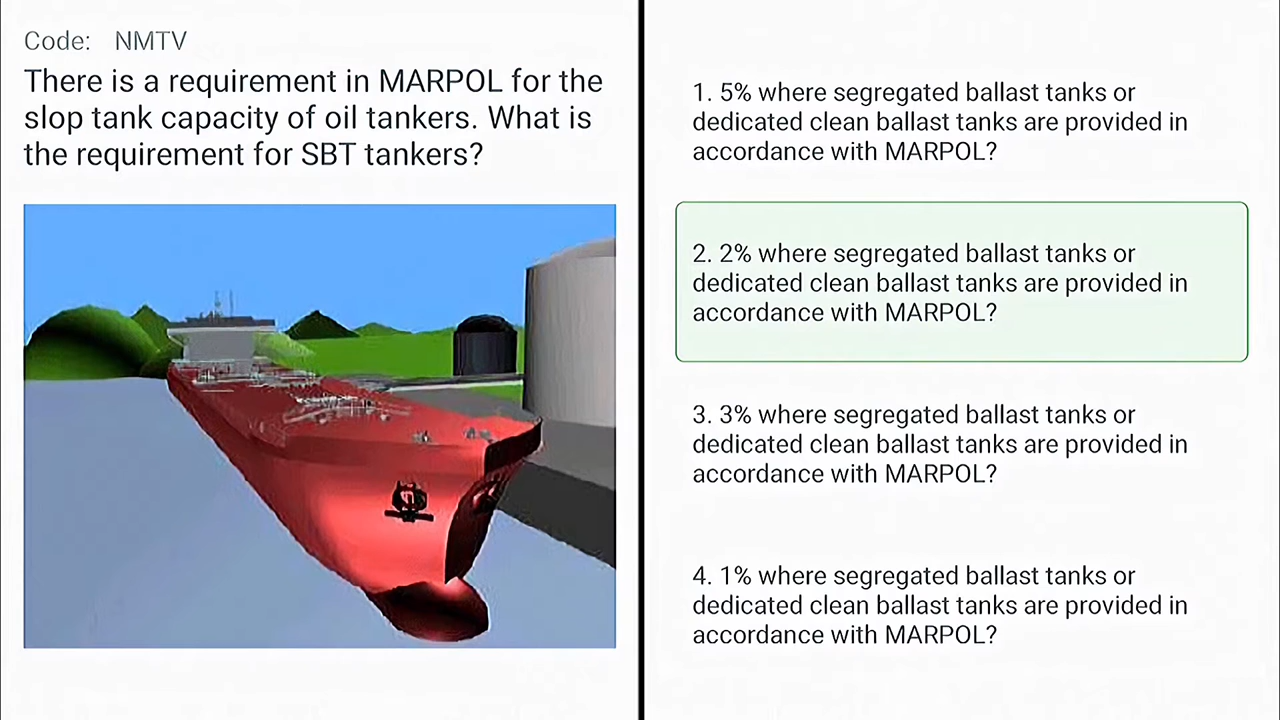 Code: NMTV
There is a requirement in MARPOL for the
slop tank capacity of oil tankers. What is
the requirement for SBT tankers?
1. 5% where segregated ballast tanks or
dedicated clean ballast tanks are provided in
accordance with MARPOL?
2. 2% where segregated ballast tanks or
dedicated clean ballast tanks are provided in
accordance with MARPOL?
3. 3% where segregated ballast tanks or
dedicated clean ballast tanks are provided in
accordance with MARPOL?
4. 1% where segregated ballast tanks or
dedicated clean ballast tanks are provided in
accordance with MARPOL?